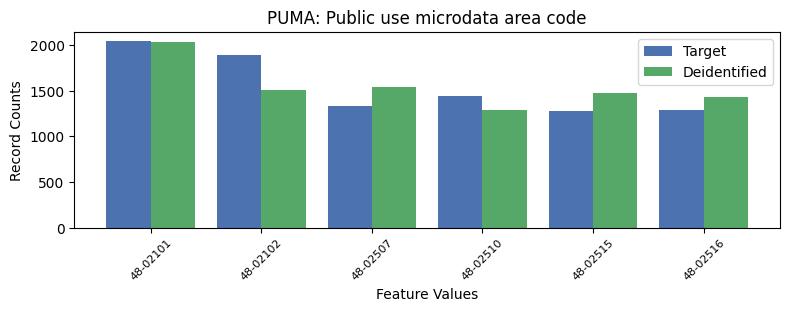 PUMA: Public use microdata area code
Target
Deidentified
Record Counts
2000
1500
1000
500
0
48-02101
48-02102
48-02507
48-02510
48-02515
48-02516
Feature Values